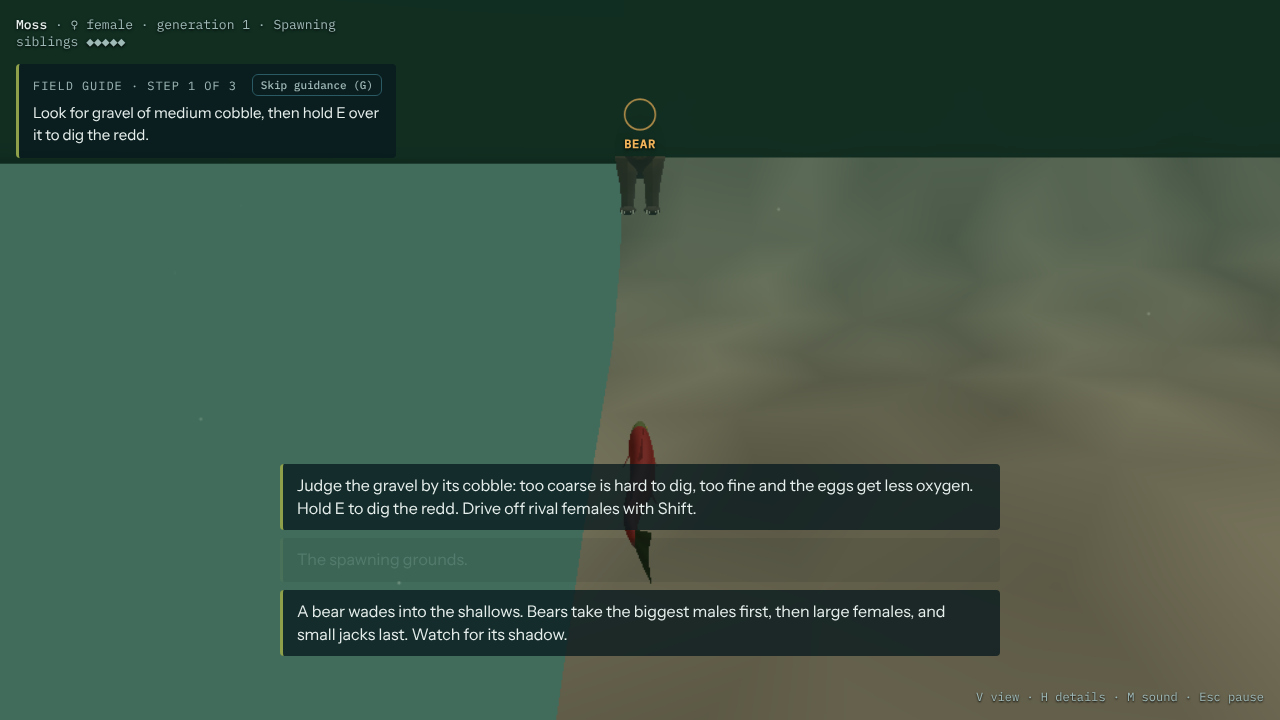 Moss · ♀ female · generation 1 · Spawning
siblings ◆◆◆◆◆
FIELD GUIDE · STEP 1 OF 3
Skip guidance (G)
Look for gravel of medium cobble, then hold E over
it to dig the redd.
BEAR
Judge the gravel by its cobble: too coarse is hard to dig, too fine and the eggs get less oxygen.
Hold E to dig the redd. Drive off rival females with Shift.
The spawning grounds.
A bear wades into the shallows. Bears take the biggest males first, then large females, and
small jacks last. Watch for its shadow.
V view · H details · M sound · Esc pause